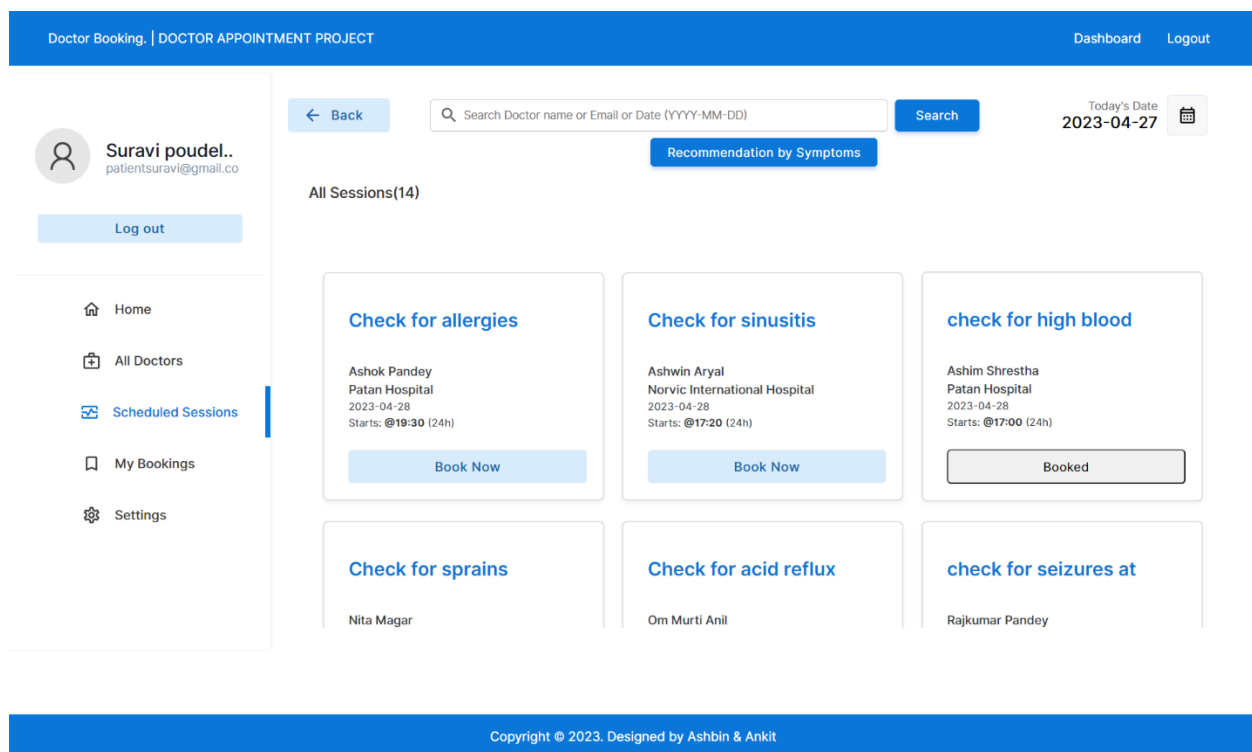 Doctor Booking. | DOCTOR APPOINTMENT PROJECT
Dashboard Logout
Suravi poudel..
patientsuravi@gmail.co
Log out
Home
All Doctors
Scheduled Sessions
My Bookings
Settings
Back
Search Doctor name or Email or Date (YYYY-MM-DD)
Search
Today's Date
2023-04-27
Recommendation by Symptoms
All Sessions(14)
Check for allergies
Ashok Pandey
Patan Hospital
2023-04-28
Starts: @19:30 (24h)
Book Now
Check for sinusitis
Ashwin Aryal
Norvic International Hospital
2023-04-28
Starts: @17:20 (24h)
Book Now
check for high blood
Ashim Shrestha
Patan Hospital
2023-04-28
Starts: @17:00 (24h)
Booked
Check for sprains
Nita Magar
Check for acid reflux
Om Murti Anil
check for seizures at
Rajkumar Pandey
Copyright © 2023. Designed by Ashbin & Ankit